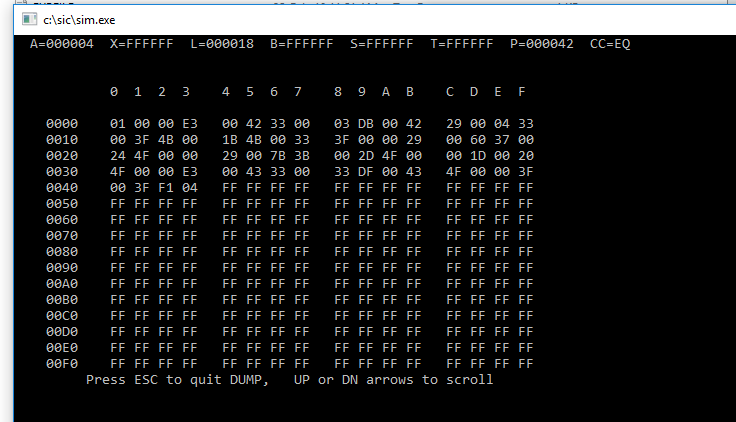 c:\sic\sim.exe
A=000004 X=FFFFFF L=000018 B=FFFFFF S=FFFFFF T=FFFFFF P=000042 CC=EQ
0 1 2 3 4 5 6 7 8 9 A B C D E F
0000 01 00 00 E3 00 42 33 00 03 DB 00 42 29 00 04 33
0010 00 3F 4B 00 1B 4B 00 33 3F 00 00 29 00 60 37 00
0020 24 4F 00 00 29 00 7B 3B 00 2D 4F 00 00 1D 00 20
0030 4F 00 00 E3 00 43 33 00 33 DF 00 43 4F 00 00 3F
0040 00 3F F1 04 FF FF FF FF FF FF FF FF FF FF FF FF
0050 FF FF FF FF FF FF FF FF FF FF FF FF FF FF FF FF
0060 FF FF FF FF FF FF FF FF FF FF FF FF FF FF FF FF
0070 FF FF FF FF FF FF FF FF FF FF FF FF FF FF FF FF
0080 FF FF FF FF FF FF FF FF FF FF FF FF FF FF FF FF
0090 FF FF FF FF FF FF FF FF FF FF FF FF FF FF FF FF
00A0 FF FF FF FF FF FF FF FF FF FF FF FF FF FF FF FF
00B0 FF FF FF FF FF FF FF FF FF FF FF FF FF FF FF FF
00C0 FF FF FF FF FF FF FF FF FF FF FF FF FF FF FF FF
00D0 FF FF FF FF FF FF FF FF FF FF FF FF FF FF FF FF
00E0 FF FF FF FF FF FF FF FF FF FF FF FF FF FF FF FF
00F0 FF FF FF FF FF FF FF FF FF FF FF FF FF FF FF FF
Press ESC to quit DUMP, UP or DN arrows to scroll